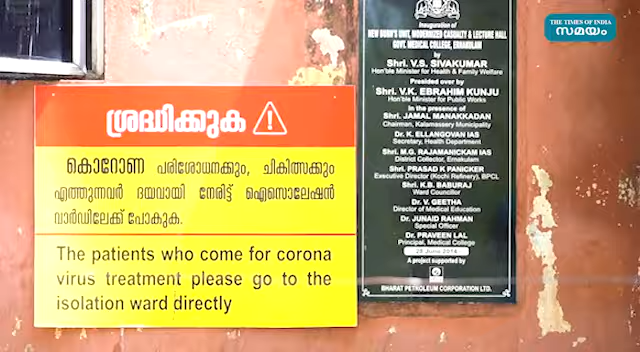 THE TIMES OF INDIA
സമയം
ശ്രദ്ധിക്കുക
കൊറോണ പരിശോധനക്കും, ചികിത്സക്കും
എത്തുന്നവർ ദയവായി നേരിട്ട് ഐസൊലേഷൻ
വാർഡിലേക്ക് പോകുക.
The patients who come for corona
virus treatment please go to the
isolation ward directly
Inauguration of
NEW BORN'S UNIT, MODERNIZED CASUALTY & LECTURE HALL
GOVT. MEDICAL COLLEGE, ERNAKULAM
by
Shri. V.S. SIVAKUMAR
Hon'ble Minister for Health & Family Welfare
Presided over by
Shri. V.K. EBRAHIM KUNJU
Hon'ble Minister for Public Works
In the presence of
Shri. JAMAL MANAKKADAN
Chairman, Kalamassery Municipality
Dr. K. ELLANGOVAN IAS
Secretary, Health Department
Shri. M.G. RAJAMANICKAM IAS
District Collector, Ernakulam
Shri. PRASAD K PANICKER
Executive Director (Kochi Refinery), BPCL
Shri. K.B. BABURAJ
Ward Councillor
Dr. V. GEETHA
Director of Medical Education
Dr. JUNAID RAHMAN
Special Officer
Dr. PRAVEEN LAL
Principal, Medical College
A project supported by
BHARAT PETROLEUM CORPORATION LTD.